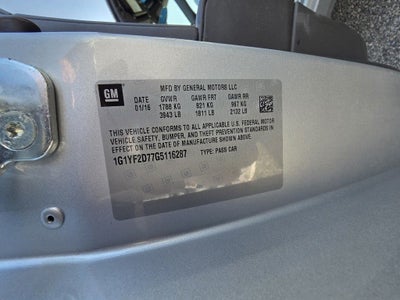 GM
MFD BY GENERAL MOTORS LLC
DATE GVWR GAWR FRT GAWR RR
01/16 1788 KG 821 KG 967 KG
3943 LB 1811 LB 2132 LB
THIS VEHICLE CONFORMS TO ALL APPLICABLE U.S. FEDERAL MOTOR
VEHICLE SAFETY, BUMPER, AND THEFT PREVENTION STANDARDS IN
EFFECT ON THE DATE OF MANUFACTURE SHOWN ABOVE.
1G1YF2D77G5116287 TYPE: PASS CAR